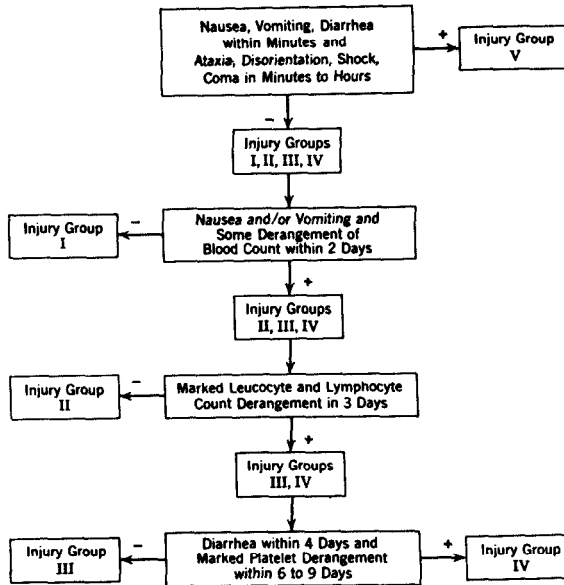 Nausea, Vomiting, Diarrhea
within Minutes and
Ataxia, Disorientation, Shock,
Coma in Minutes to Hours
+
Injury Group
V
−
Injury Groups
I, II, III, IV
Nausea and/or Vomiting and
Some Derangement of
Blood Count within 2 Days
−
Injury Group
I
+
Injury Groups
II, III, IV
Marked Leucocyte and Lymphocyte
Count Derangement in 3 Days
−
Injury Group
II
+
Injury Groups
III, IV
Diarrhea within 4 Days and
Marked Platelet Derangement
within 6 to 9 Days
−
Injury Group
III
+
Injury Group
IV